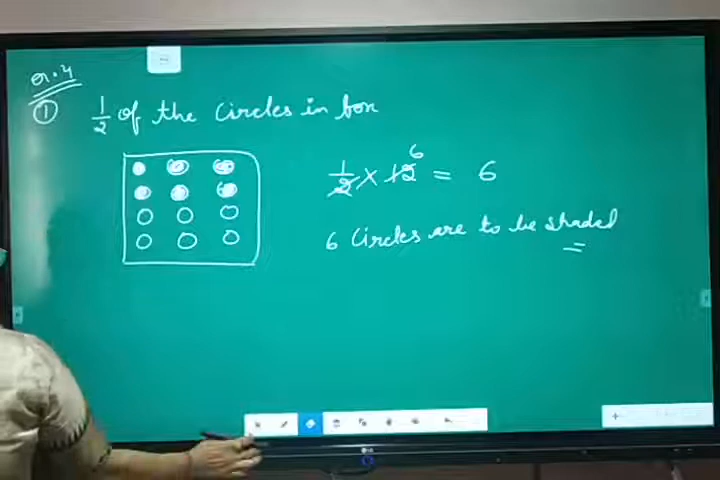 Q.4
① 1/2 of the circles in box
1/2 × 12 6 = 6
6 circles are to be shaded
LG